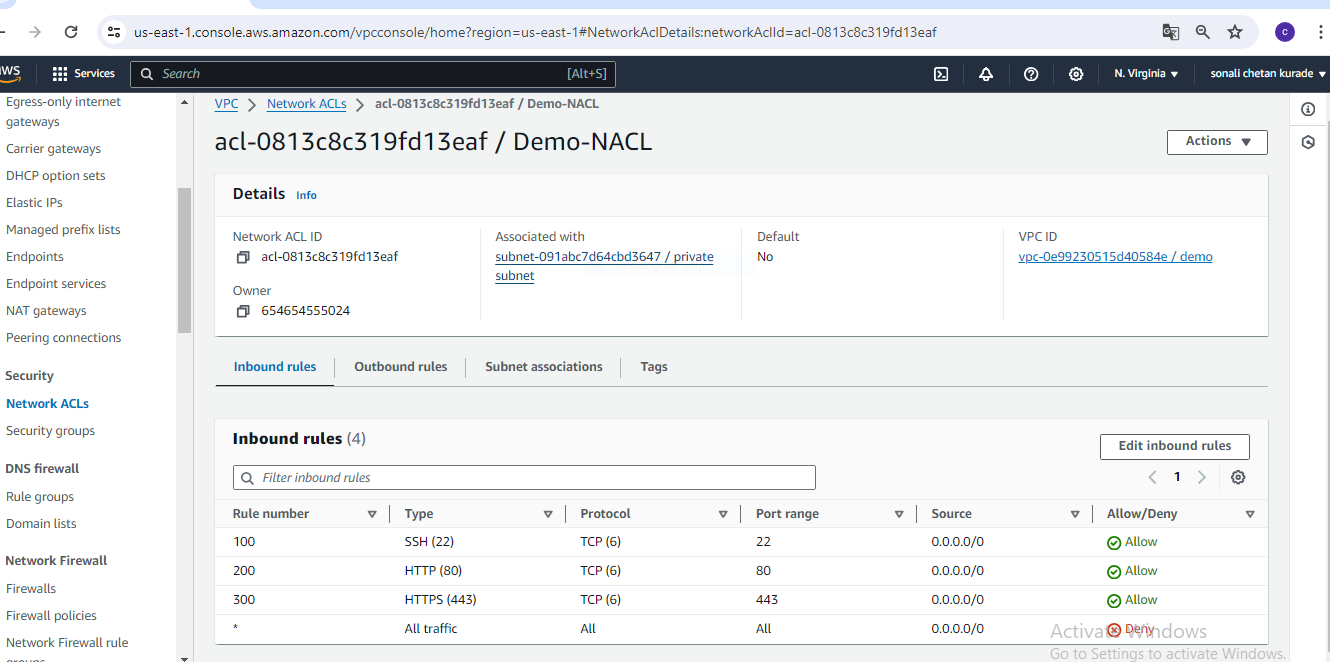 us-east-1.console.aws.amazon.com/vpcconsole/home?region=us-east-1#NetworkAclDetails:networkAclId=acl-0813c8c319fd13eaf
c
aws
Services
Search
[Alt+S]
N. Virginia
sonali chetan kurade
Egress-only internet
gateways
Carrier gateways
DHCP option sets
Elastic IPs
Managed prefix lists
Endpoints
Endpoint services
NAT gateways
Peering connections
Security
Network ACLs
Security groups
DNS firewall
Rule groups
Domain lists
Network Firewall
Firewalls
Firewall policies
Network Firewall rule
groups
VPC
Network ACLs
acl-0813c8c319fd13eaf / Demo-NACL
acl-0813c8c319fd13eaf / Demo-NACL
Actions
Details Info
Network ACL ID
acl-0813c8c319fd13eaf
Owner
654654555024
Associated with
subnet-091abc7d64cbd3647 / private
subnet
Default
No
VPC ID
vpc-0e99230515d40584e / demo
Inbound rules Outbound rules Subnet associations Tags
Inbound rules (4)
Edit inbound rules
Filter inbound rules
1
Rule number Type Protocol Port range Source Allow/Deny
100 SSH (22) TCP (6) 22 0.0.0.0/0 Allow
200 HTTP (80) TCP (6) 80 0.0.0.0/0 Allow
300 HTTPS (443) TCP (6) 443 0.0.0.0/0 Allow
* All traffic All All 0.0.0.0/0 Deny
Activate Windows
Go to Settings to activate Windows.